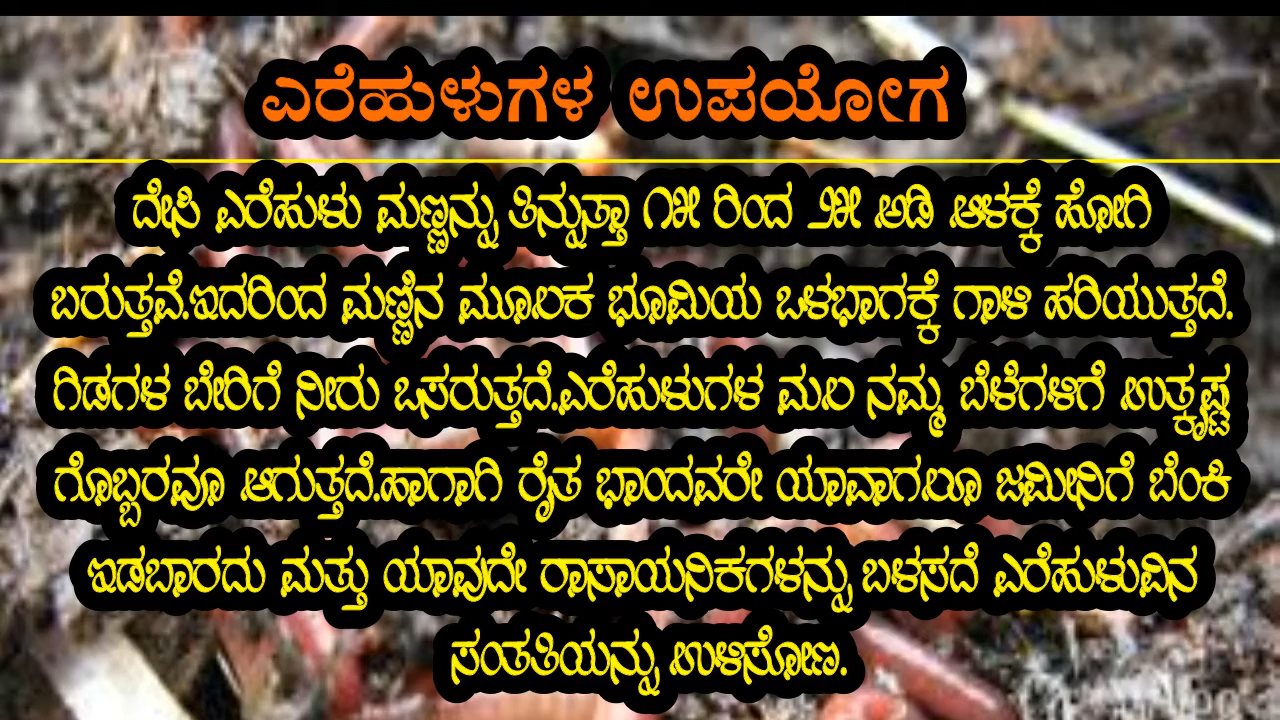 ಎರೆಹುಳುಗಳ ಉಪಯೋಗ
ದೇಸಿ ಎರೆಹುಳು ಮಣ್ಣನ್ನು ತಿನ್ನುತ್ತಾ ೧೫ ರಿಂದ ೨೫ ಅಡಿ ಆಳಕ್ಕೆ ಹೋಗಿ
ಬರುತ್ತವೆ.ಇದರಿಂದ ಮಣ್ಣಿನ ಮೂಲಕ ಭೂಮಿಯ ಒಳಭಾಗಕ್ಕೆ ಗಾಳಿ ಹರಿಯುತ್ತದೆ.
ಗಿಡಗಳ ಬೇರಿಗೆ ನೀರು ಒಸರುತ್ತದೆ.ಎರೆಹುಳುಗಳ ಮಲ ನಮ್ಮ ಬೆಳೆಗಳಿಗೆ ಉತ್ಕೃಷ್ಟ
ಗೊಬ್ಬರವೂ ಆಗುತ್ತದೆ.ಹಾಗಾಗಿ ರೈತ ಭಾಂದವರೇ ಯಾವಾಗಲೂ ಜಮೀನಿಗೆ ಬೆಂಕಿ
ಇಡಬಾರದು ಮತ್ತು ಯಾವುದೇ ರಾಸಾಯನಿಕಗಳನ್ನು ಬಳಸದೆ ಎರೆಹುಳುವಿನ
ಸಂತತಿಯನ್ನು ಉಳಿಸೋಣ.